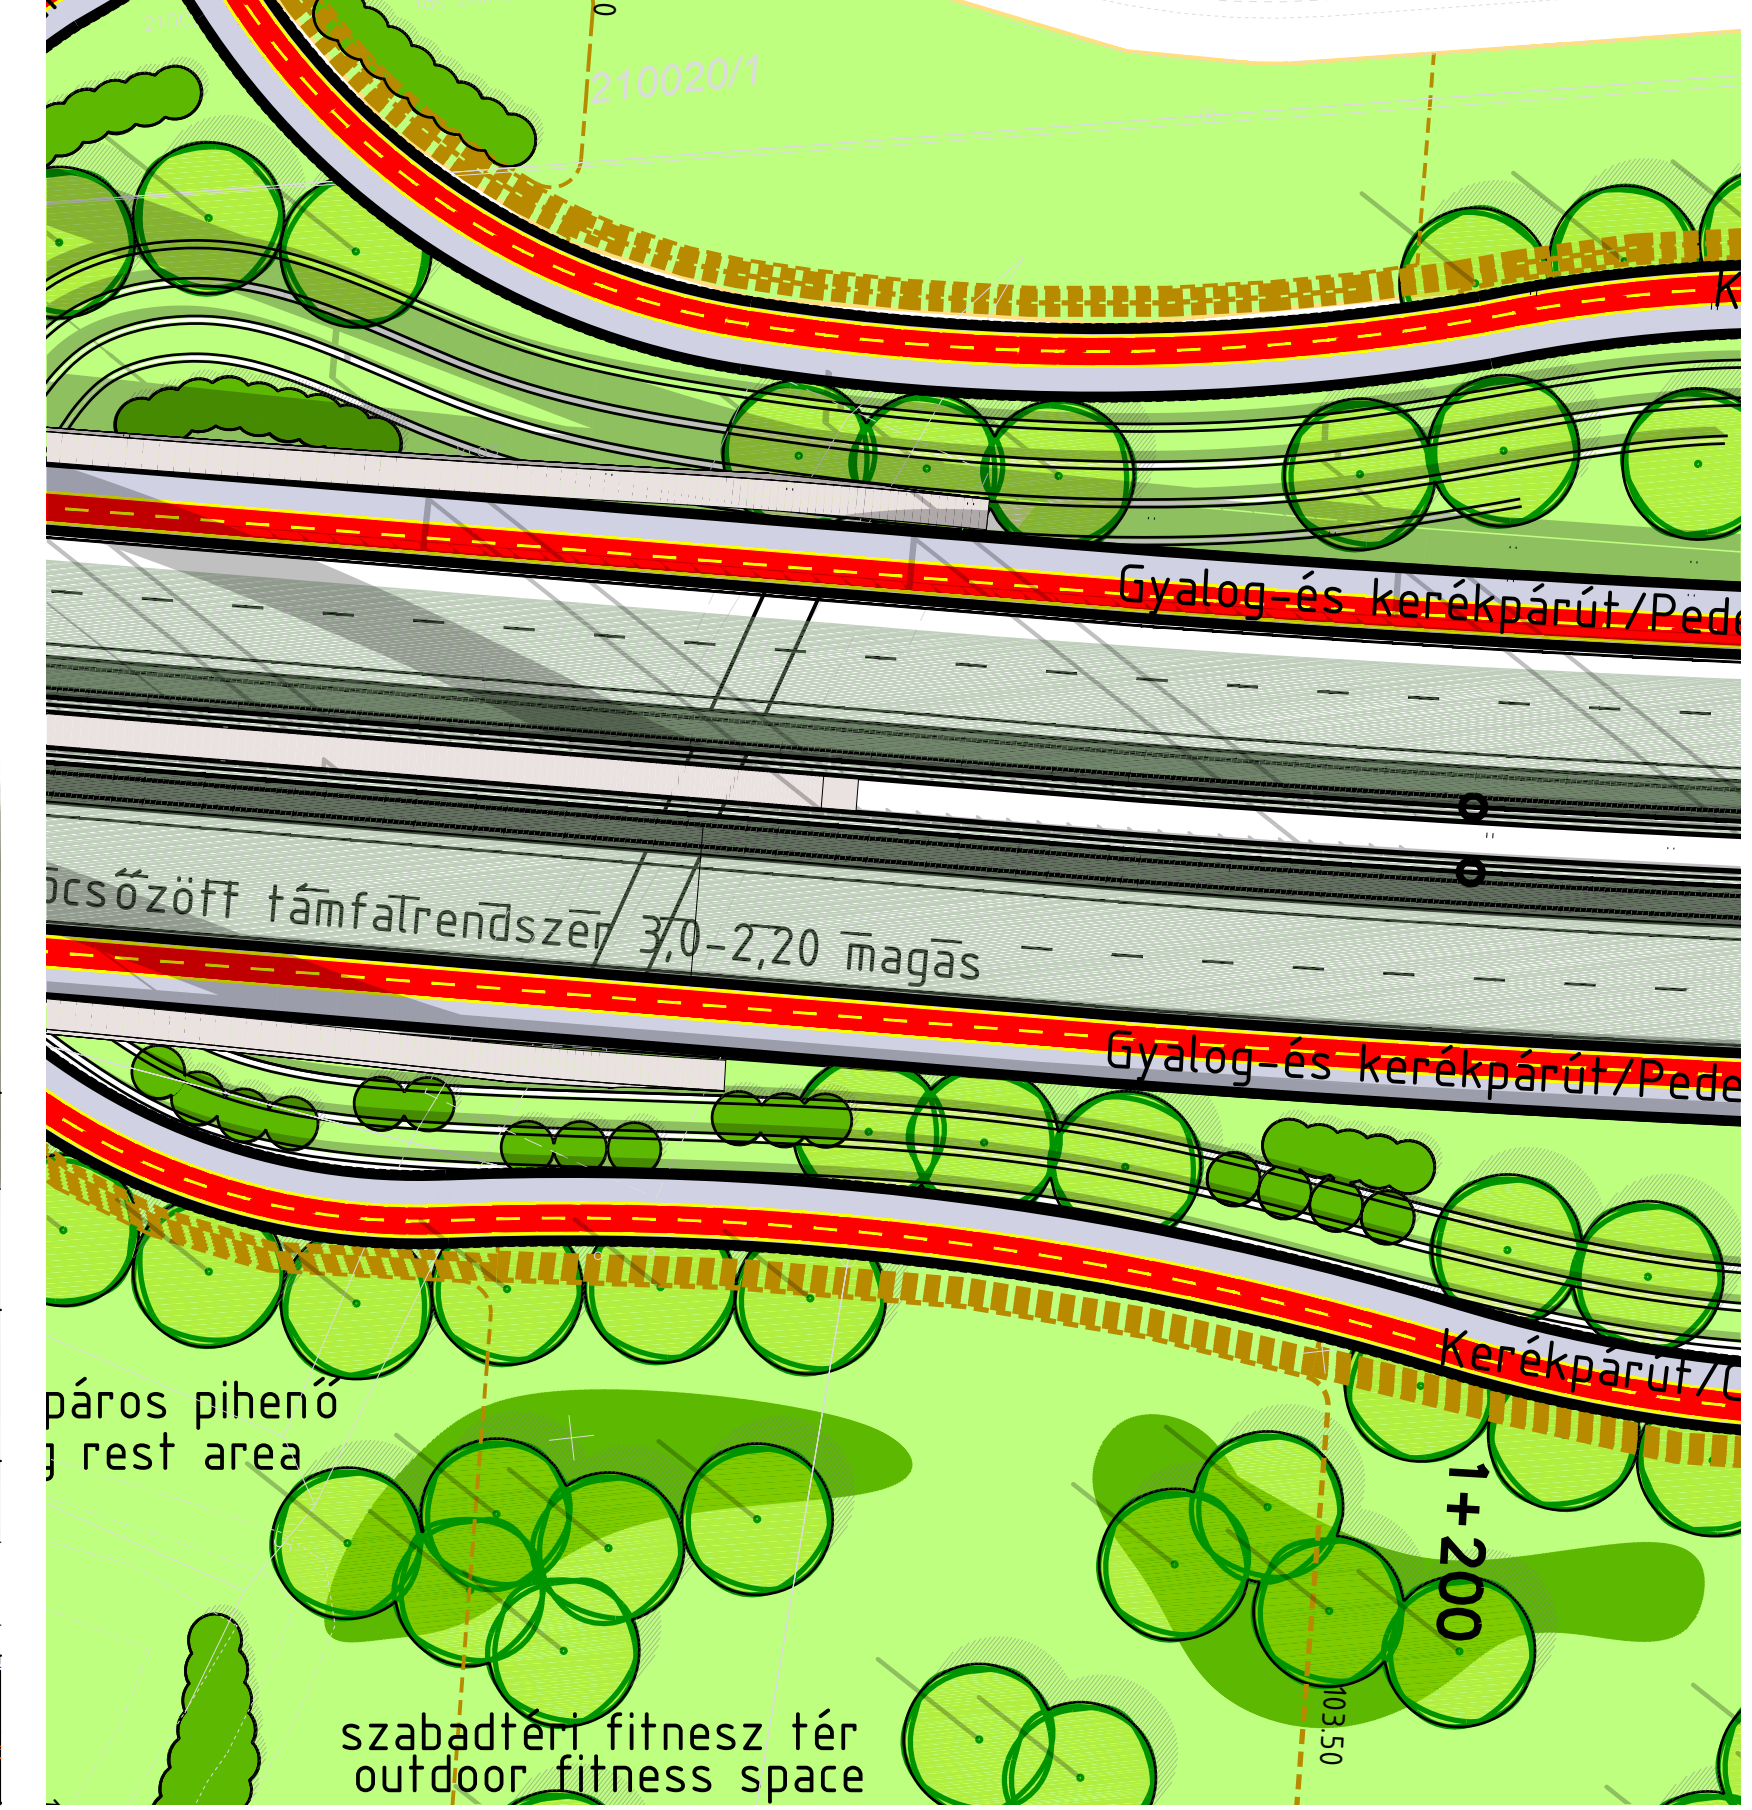 210020/1
Gyalog-és kerékpárút/Pede
öcsőzött támfalrendszer 3,0-2,20 magas
Gyalog-és kerékpárút/Pede
Kerékpárút/C
páros pihenő
g rest area
1+200
103.50
szabadtéri fitnesz tér
outdoor fitness space